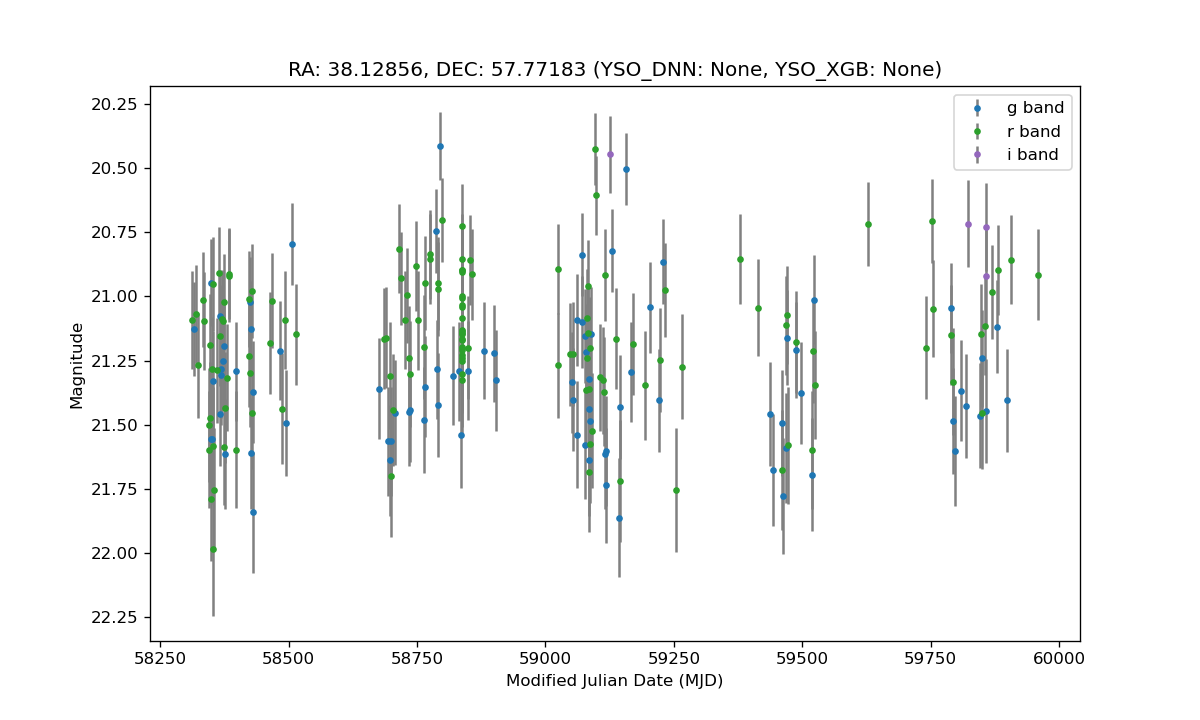 RA: 38.12856, DEC: 57.77183 (YSO_DNN: None, YSO_XGB: None)
g band
r band
i band
20.25
20.50
20.75
21.00
21.25
21.50
21.75
22.00
22.25
Magnitude
58250 58500 58750 59000 59250 59500 59750 60000
Modified Julian Date (MJD)